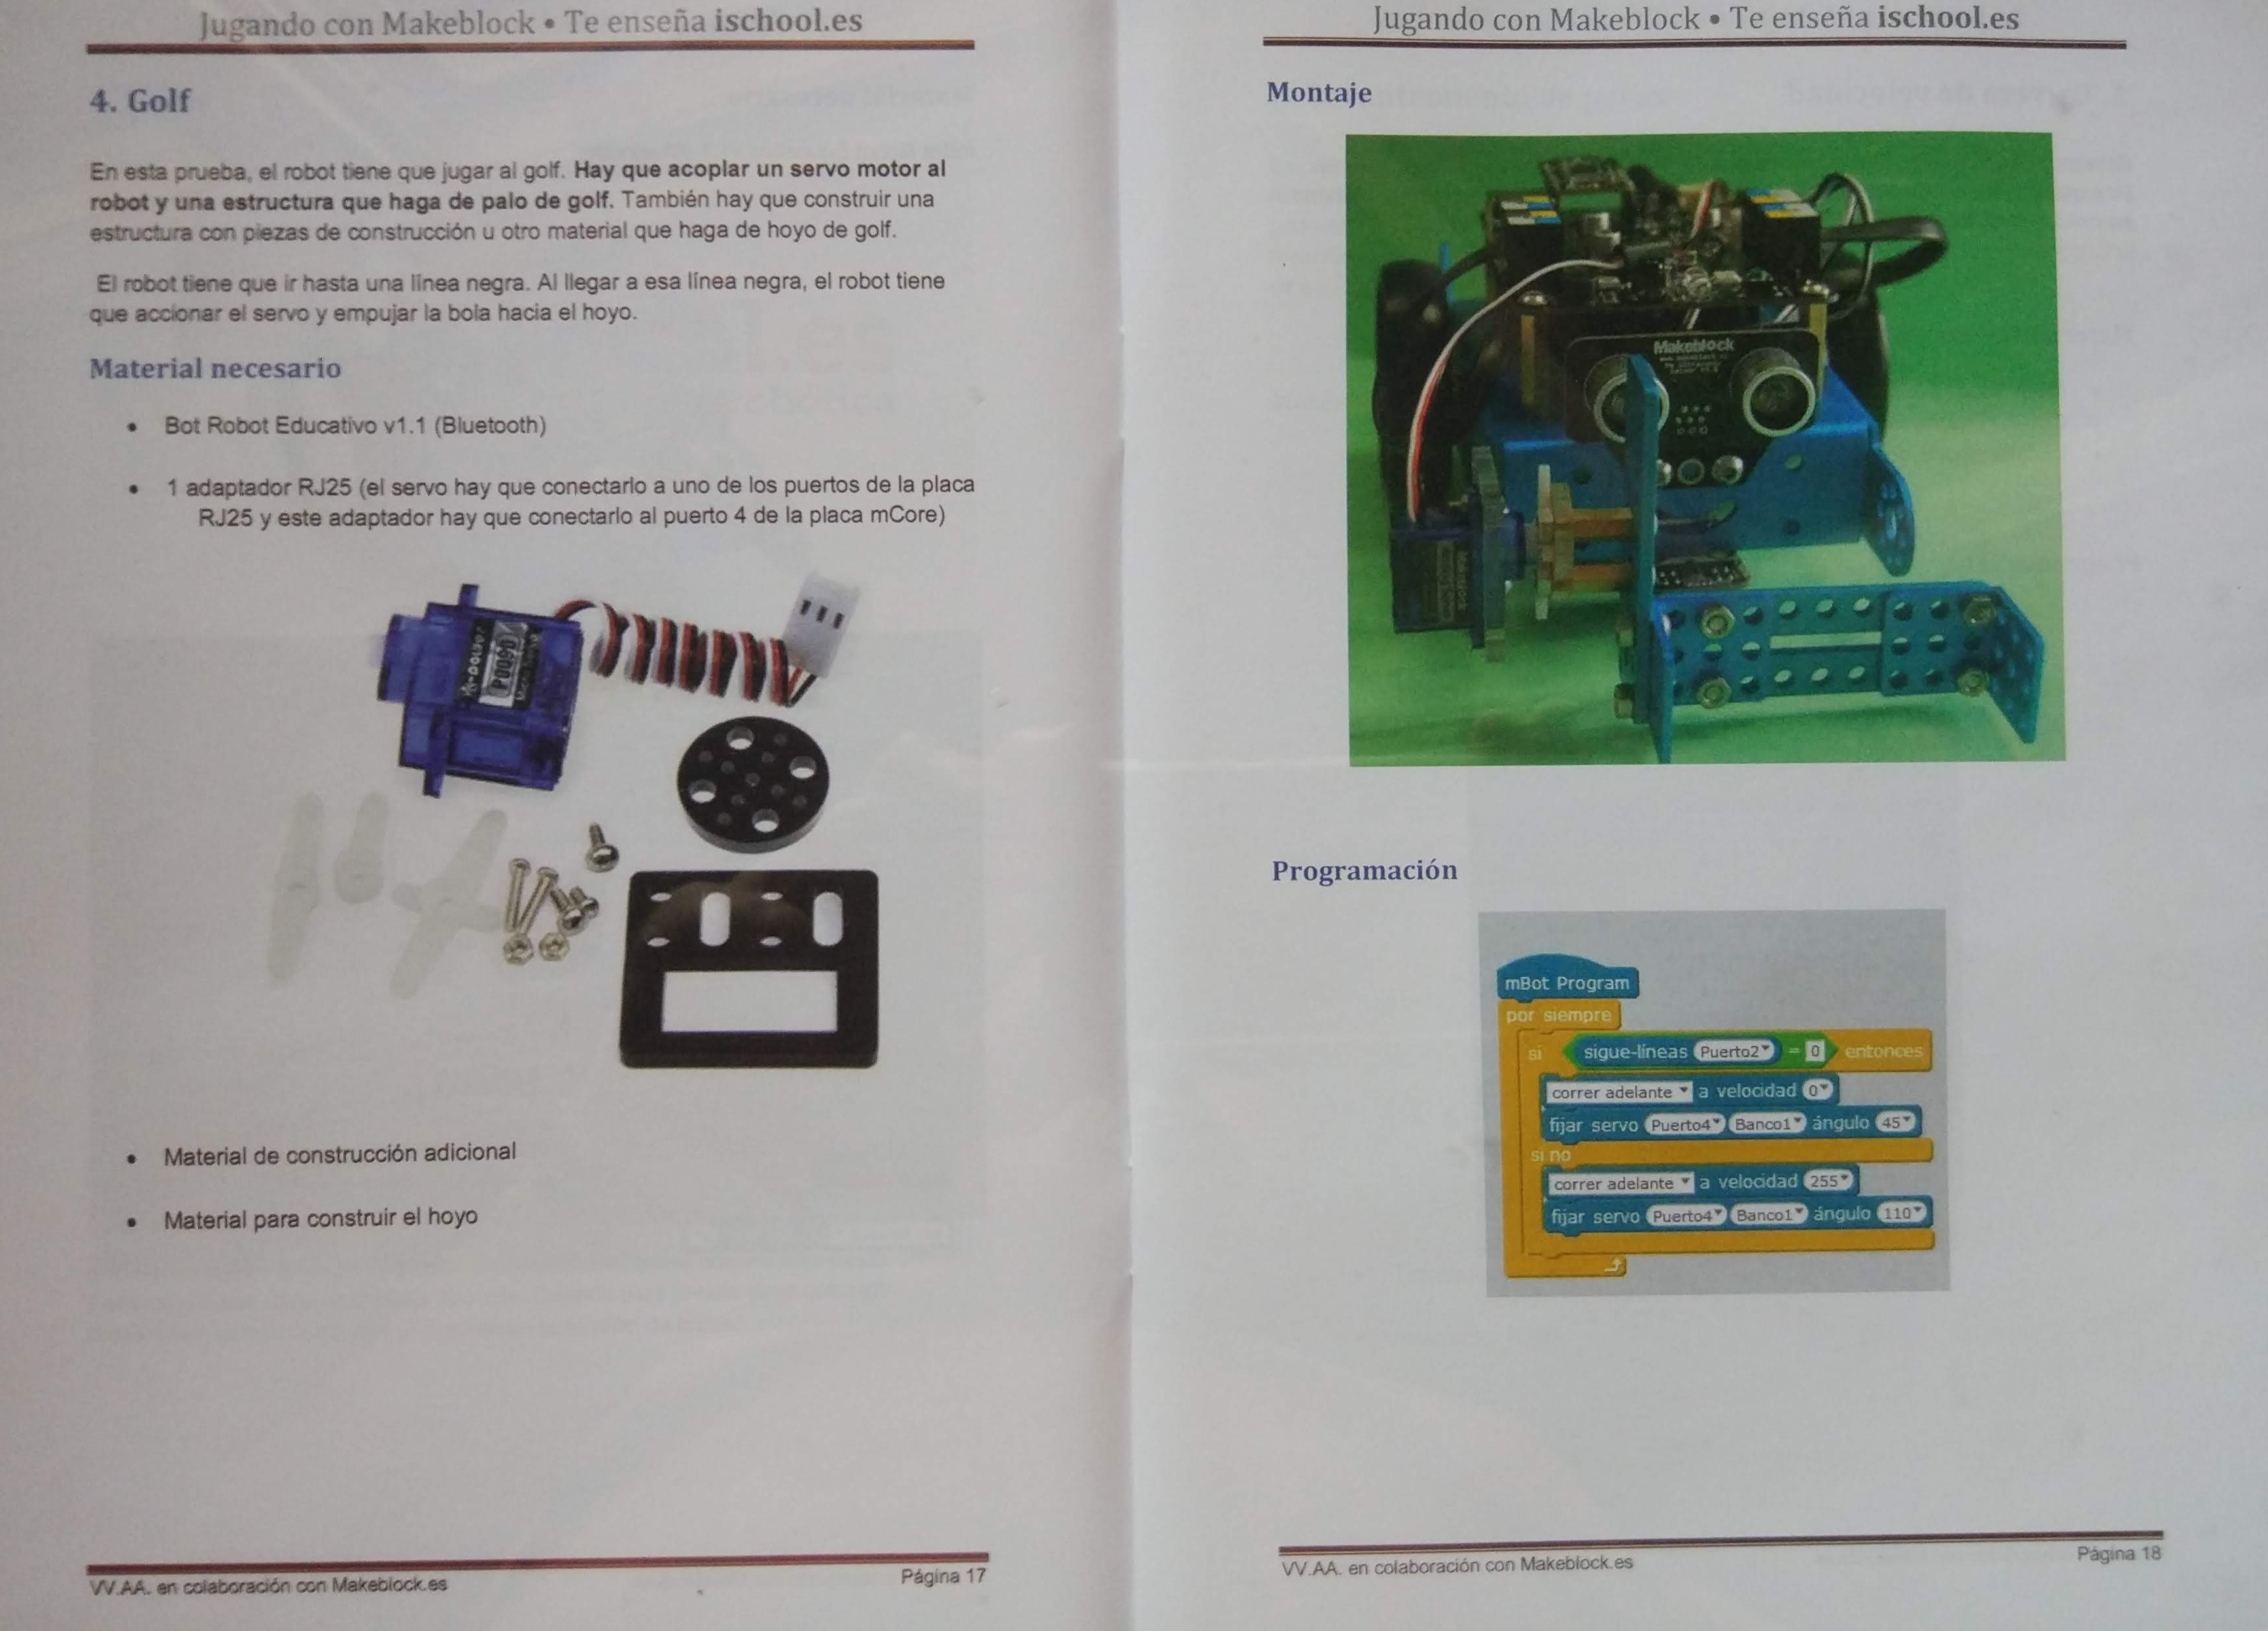 Jugando con Makeblock • Te enseña ischool.es
4. Golf
En esta prueba, el robot tiene que jugar al golf. Hay que acoplar un servo motor al
robot y una estructura que haga de palo de golf. También hay que construir una
estructura con piezas de construcción u otro material que haga de hoyo de golf.
El robot tiene que ir hasta una línea negra. Al llegar a esa línea negra, el robot tiene
que accionar el servo y empujar la bola hacia el hoyo.
Material necesario
• Bot Robot Educativo v1.1 (Bluetooth)
• 1 adaptador RJ25 (el servo hay que conectarlo a uno de los puertos de la placa
RJ25 y este adaptador hay que conectarlo al puerto 4 de la placa mCore)
• Material de construcción adicional
• Material para construir el hoyo
VV.AA. en colaboración con Makeblock.es
Página 17
Jugando con Makeblock • Te enseña ischool.es
Montaje
Makeblock
Programación
mBot Program
por siempre
si sigue-líneas Puerto2 = 0 entonces
correr adelante a velocidad 0
fijar servo Puerto4 Banco1 ángulo 45
si no
correr adelante a velocidad 255
fijar servo Puerto4 Banco1 ángulo 110
VV.AA. en colaboración con Makeblock.es
Página 18